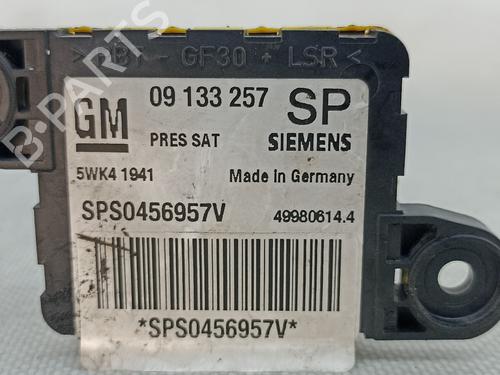 >PBT - GF30 + LSR<
GM 09 133 257 SP
PRES SAT SIEMENS
5WK4 1941 Made in Germany
SPS0456957V 49980614.4
*SPS0456957V*
B-PARTS